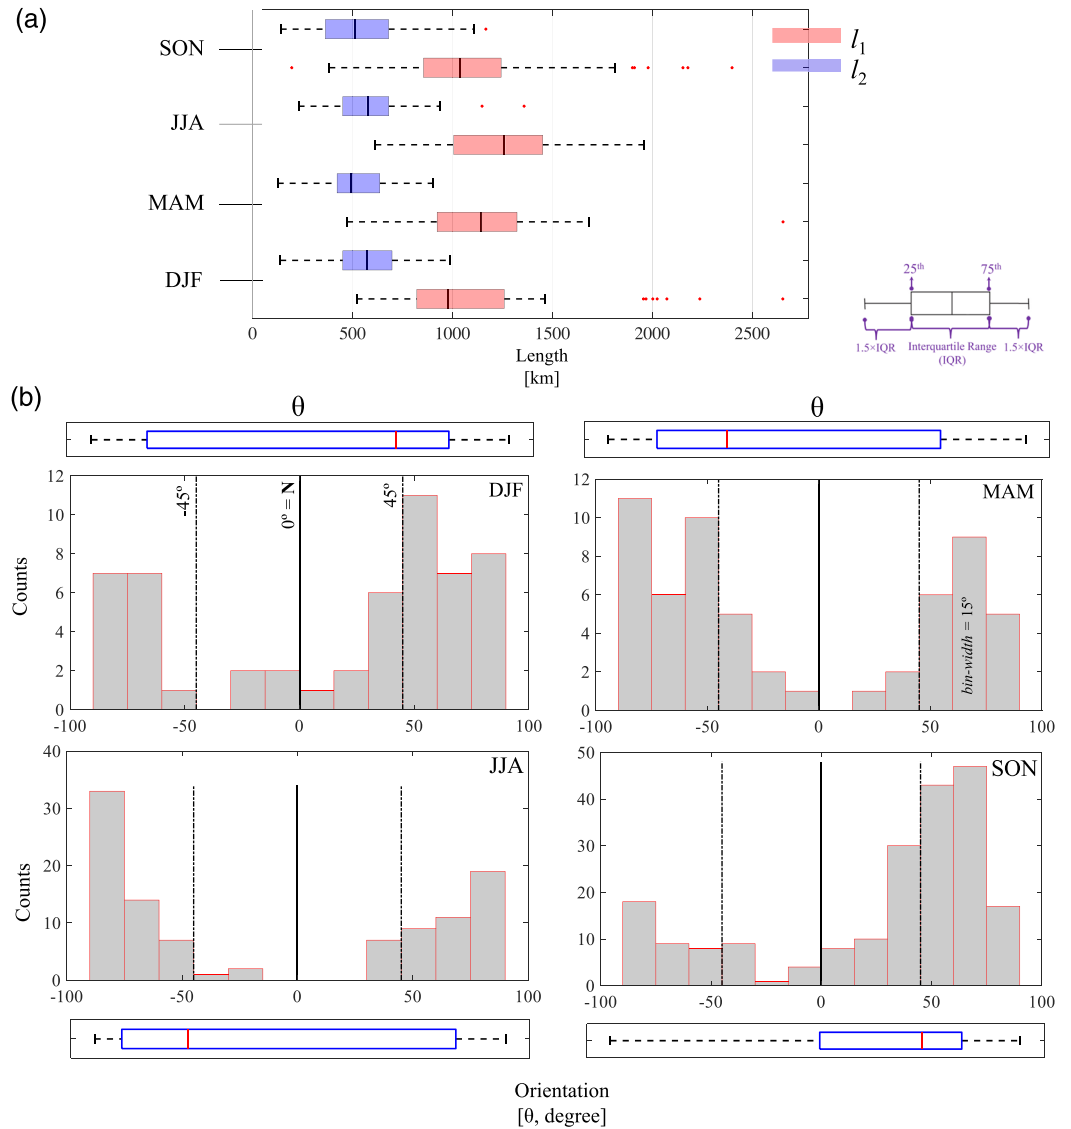 (a)
SON
JJA
MAM
DJF
l1
l2
0 500 1000 1500 2000 2500
Length
[km]
25th 75th
1.5×IQR Interquartile Range 1.5×IQR
(IQR)
(b)
θ θ
12
10
8
6
4
2
0
Counts
-45º
0º = N
45º
DJF
-100 -50 0 50 100
12
10
8
6
4
2
0
MAM
bin-width = 15º
-100 -50 0 50 100
40
30
20
10
0
Counts
JJA
-100 -50 0 50 100
50
40
30
20
10
0
SON
-100 -50 0 50 100
Orientation
[θ, degree]